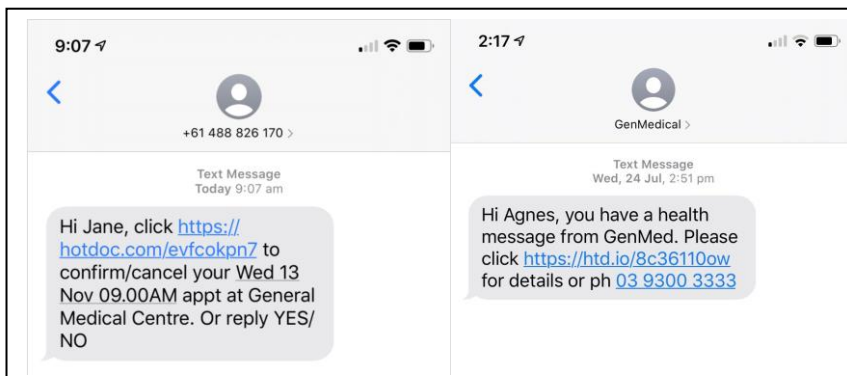 9:07
+61 488 826 170 >
Text Message
Today 9:07 am
Hi Jane, click https://
hotdoc.com/evfcokpn7 to
confirm/cancel your Wed 13
Nov 09.00AM appt at General
Medical Centre. Or reply YES/
NO
2:17
GenMedical >
Text Message
Wed, 24 Jul, 2:51 pm
Hi Agnes, you have a health
message from GenMed. Please
click https://htd.io/8c36110ow
for details or ph 03 9300 3333